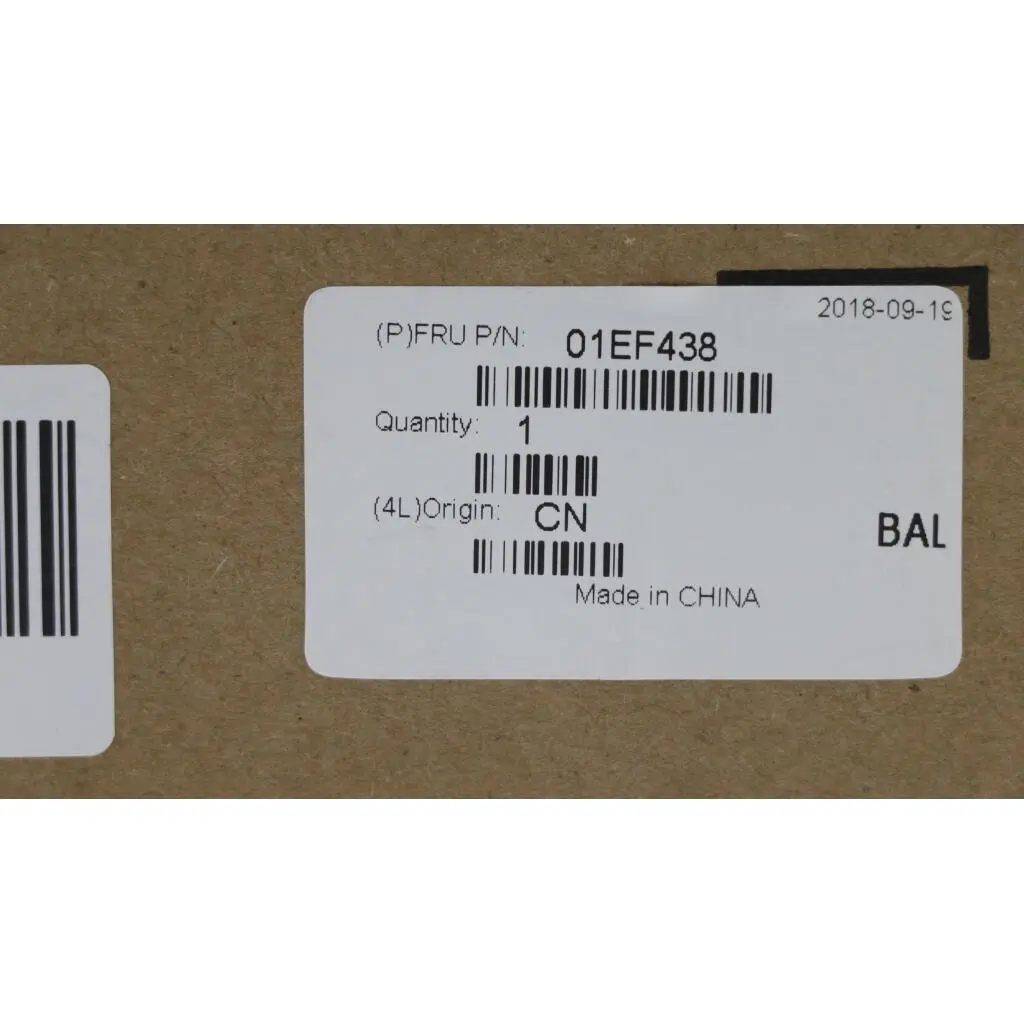 2018-09-19
(P)FRU P/N: 01EF438
Quantity: 1
(4L)Origin: CN
BAL
Made in CHINA